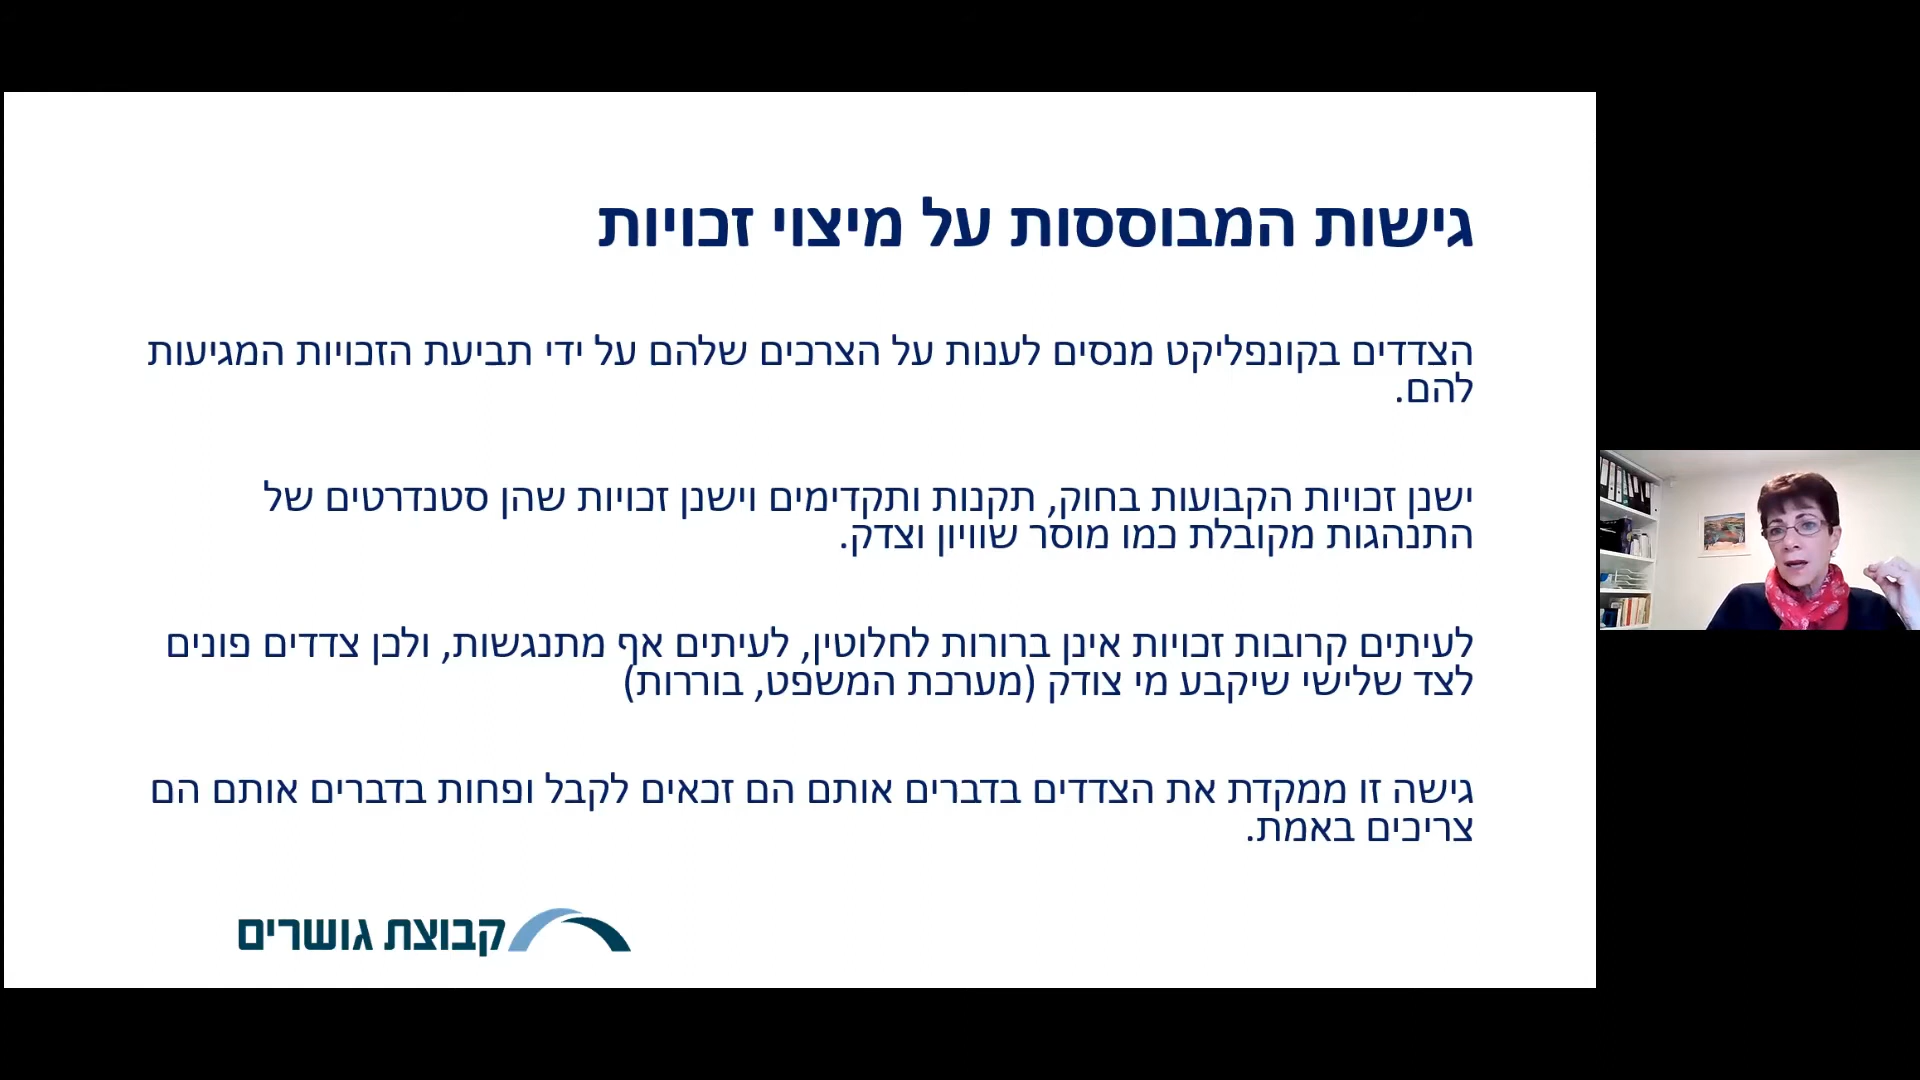 גישות המבוססות על מיצוי זכויות
הצדדים בקונפליקט מנסים לענות על הצרכים שלהם על ידי תביעת הזכויות המגיעות
להם.
ישנן זכויות הקבועות בחוק, תקנות ותקדימים וישנן זכויות שהן סטנדרטים של
התנהגות מקובלת כמו מוסר שוויון וצדק.
לעיתים קרובות זכויות אינן ברורות לחלוטין, לעיתים אף מתנגשות, ולכן צדדים פונים
לצד שלישי שיקבע מי צודק (מערכת המשפט, בוררות)
גישה זו ממקדת את הצדדים בדברים אותם הם זכאים לקבל ופחות בדברים אותם הם
צריכים באמת.
קבוצת גושרים